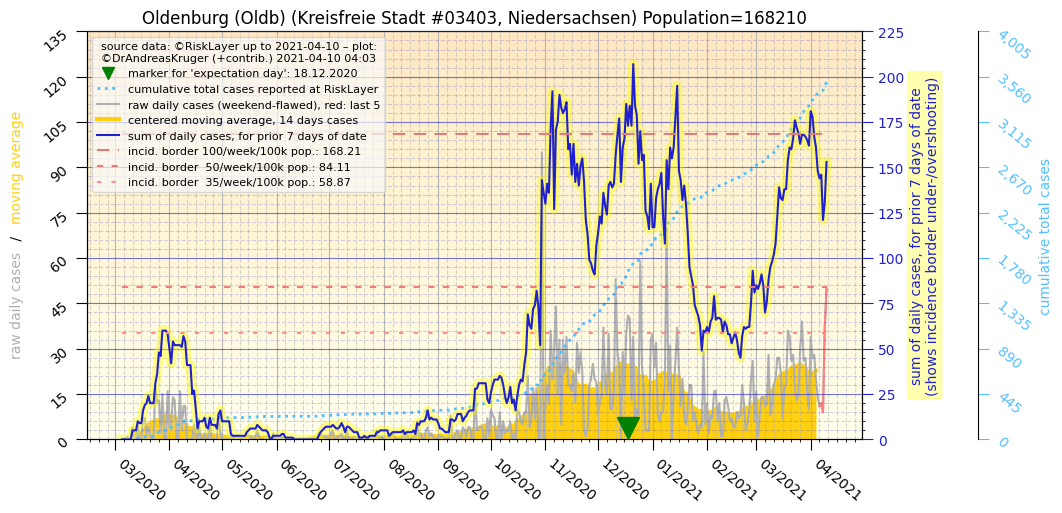 Oldenburg (Oldb) (Kreisfreie Stadt #03403, Niedersachsen) Population=168210
source data: ©RiskLayer up to 2021-04-10 – plot:
©DrAndreasKruger (+contrib.) 2021-04-10 04:03
marker for 'expectation day': 18.12.2020
cumulative total cases reported at RiskLayer
raw daily cases (weekend-flawed), red: last 5
centered moving average, 14 days cases
sum of daily cases, for prior 7 days of date
incid. border 100/week/100k pop.: 168.21
incid. border  50/week/100k pop.: 84.11
incid. border  35/week/100k pop.: 58.87
raw daily cases  /  moving average
135
120
105
90
75
60
45
30
15
0
225
200
175
150
125
100
75
50
25
0
sum of daily cases, for prior 7 days of date
(shows incidence border under-/overshooting)
4,005
3,560
3,115
2,670
2,225
1,780
1,335
890
445
0
cumulative total cases
03/2020
04/2020
05/2020
06/2020
07/2020
08/2020
09/2020
10/2020
11/2020
12/2020
01/2021
02/2021
03/2021
04/2021